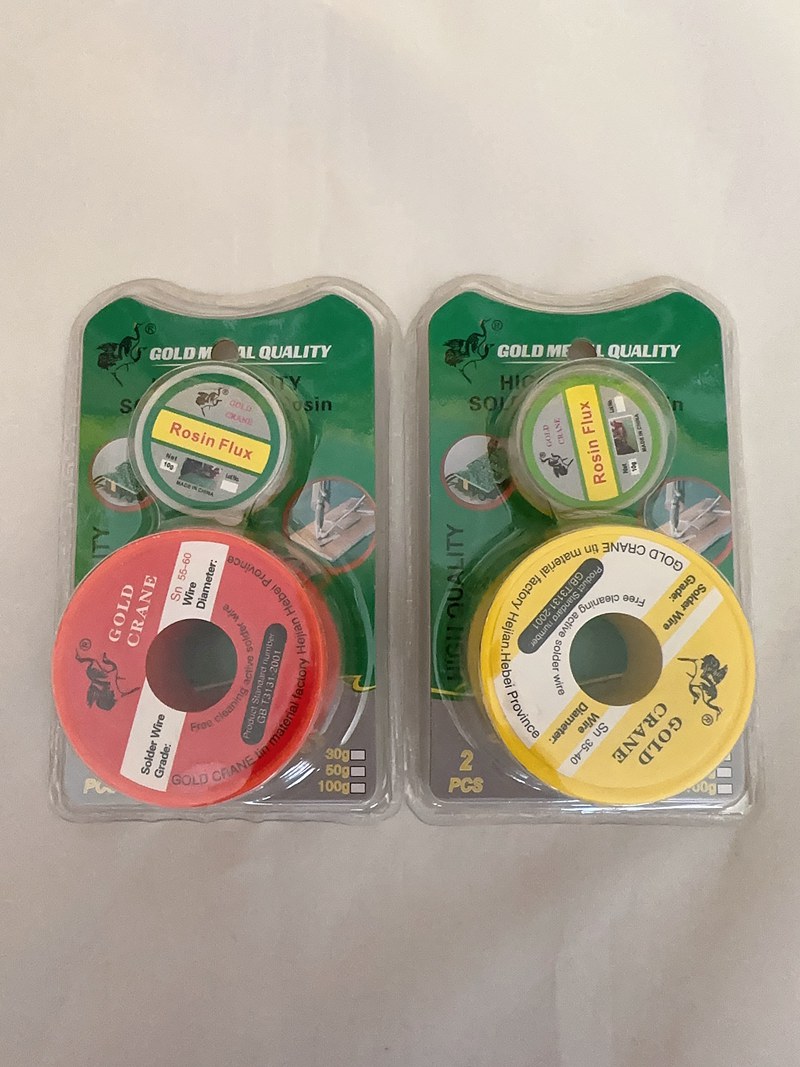 ®
GOLD MEDAL QUALITY
GOLD
CRANE
Rosin Flux
Net
10g
MADE IN CHINA
GOLD
CRANE
®
Sn 55-60
Wire
Diameter:
Solder Wire
Grade:
Free cleaning active solder wire
Product Standard number
GB T3131-2001
GOLD CRANE tin material factory Hejian Hebei Province
30g
50g
100g
®
GOLD MEDAL QUALITY
GOLD
CRANE
Rosin Flux
Net
10g
MADE IN CHINA
HIGH QUALITY
GOLD CRANE tin material factory Hejian.Hebei Province
Product Standard number
GB/T3131-2001
Free cleaning active solder wire
Solder Wire
Grade:
Sn 35-40
Wire
Diameter:
GOLD
CRANE
®
2
PCS